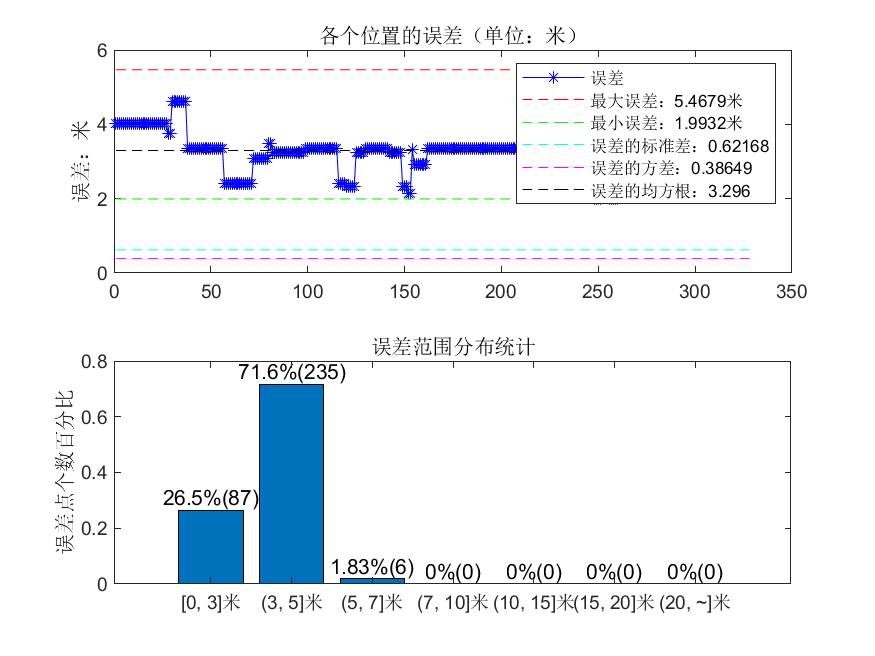 各个位置的误差（单位：米）
6
4
2
0
误差：米
误差
最大误差：5.4679米
最小误差：1.9932米
误差的标准差：0.62168
误差的方差：0.38649
误差的均方根：3.296
0
50
100
150
200
250
300
350
误差范围分布统计
0.8
0.6
0.4
0.2
0
误差点个数百分比
26.5%(87)
71.6%(235)
1.83%(6)
0%(0)
0%(0)
0%(0)
0%(0)
[0, 3]米
(3, 5]米
(5, 7]米
(7, 10]米
(10, 15]米
(15, 20]米
(20, ~]米